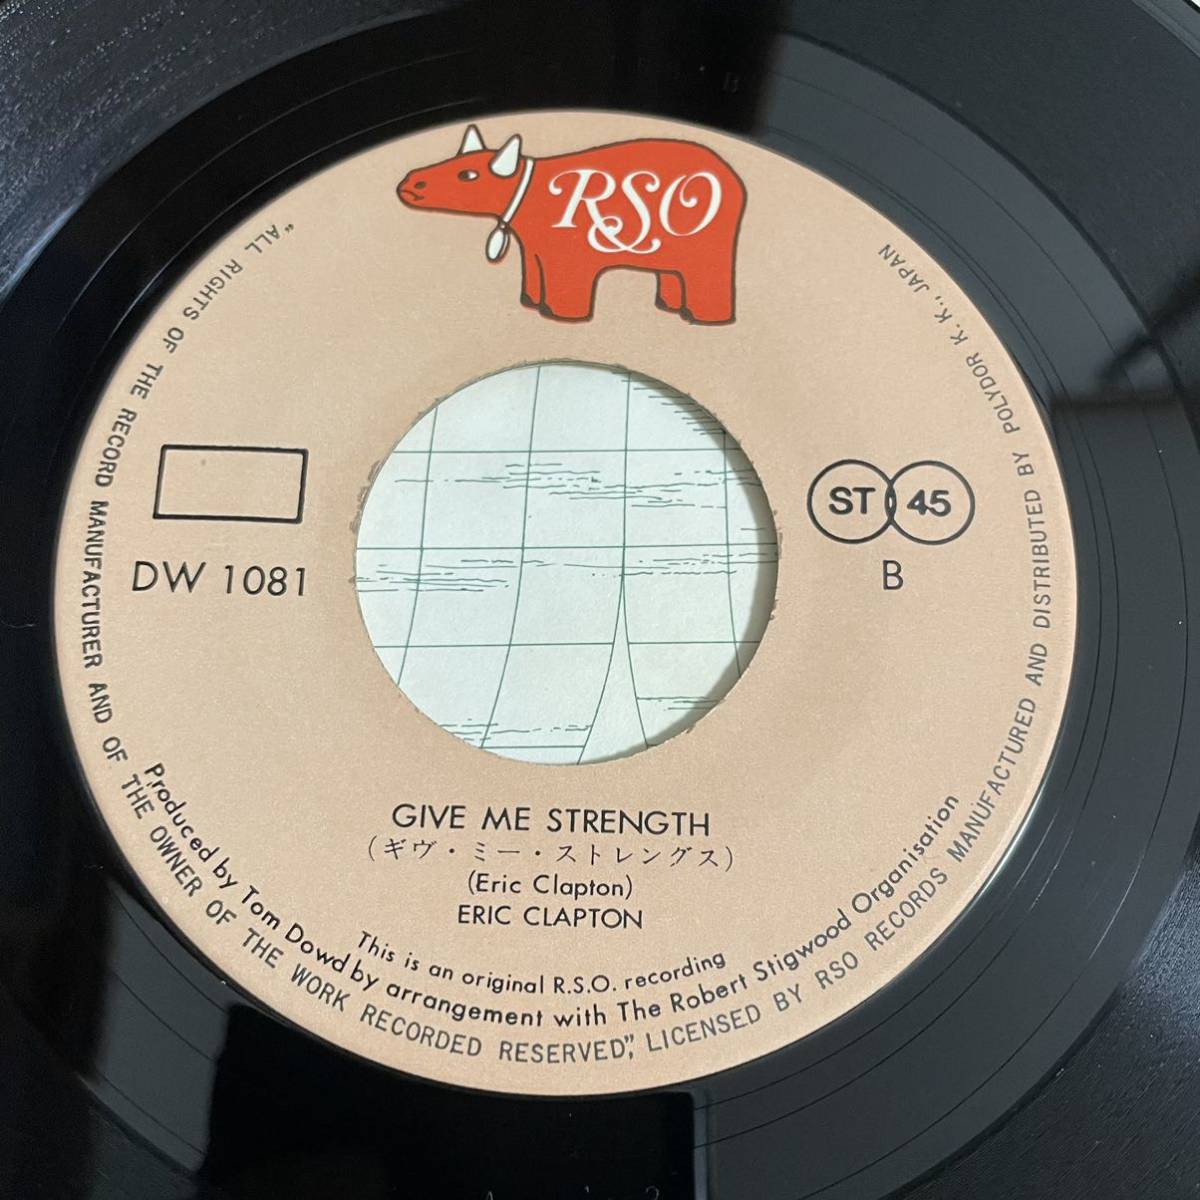 RSO
ST 45
B
DW 1081
GIVE ME STRENGTH
(ギヴ・ミー・ストレングス)
(Eric Clapton)
ERIC CLAPTON
This is an original R.S.O. recording
Produced by Tom Dowd by arrangement with The Robert Stigwood Organisation
"ALL RIGHTS OF THE RECORD MANUFACTURER AND OF THE OWNER OF THE WORK RECORDED RESERVED", LICENSED BY RSO RECORDS MANUFACTURED AND DISTRIBUTED BY POLYDOR K.K., JAPAN